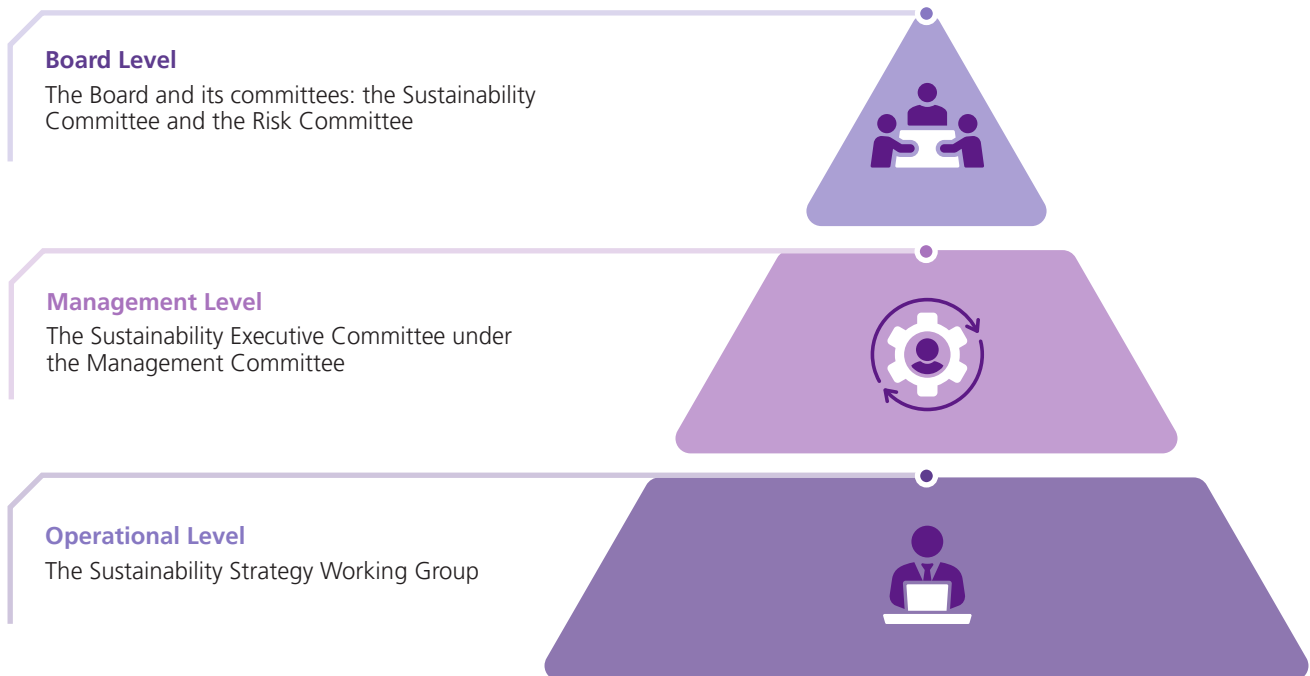 Board Level
The Board and its committees: the Sustainability
Committee and the Risk Committee
Management Level
The Sustainability Executive Committee under
the Management Committee
Operational Level
The Sustainability Strategy Working Group